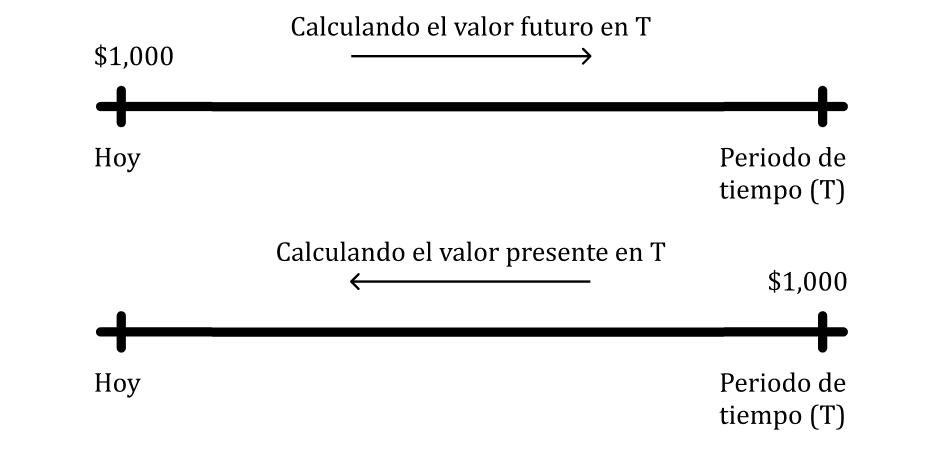 Calculando el valor futuro en T
$1,000
Hoy
Periodo de
tiempo (T)
Calculando el valor presente en T
$1,000
Hoy
Periodo de
tiempo (T)